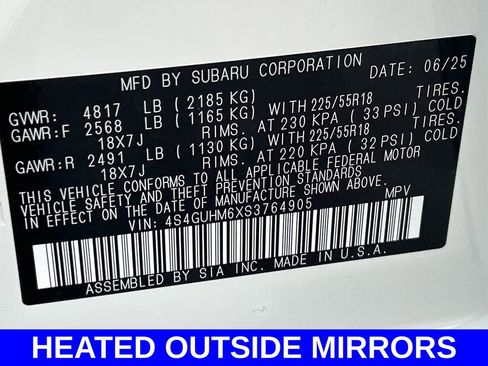 MFD BY SUBARU CORPORATION DATE: 06/25
GVWR: 4817 LB (2185 KG)
GAWR:F 2568 LB (1165 KG) WITH 225/55R18 TIRES.
18X7J RIMS. AT 230 KPA (33 PSI) COLD
GAWR:R 2491 LB (1130 KG) WITH 225/55R18 TIRES.
18X7J RIMS. AT 220 KPA (32 PSI) COLD
THIS VEHICLE CONFORMS TO ALL APPLICABLE FEDERAL MOTOR
VEHICLE SAFETY AND THEFT PREVENTION STANDARDS IN
EFFECT ON THE DATE OF MANUFACTURE SHOWN ABOVE.
VIN: 4S4GUHM6XS3764905 MPV
ASSEMBLED BY SIA INC. MADE IN U.S.A.
HEATED OUTSIDE MIRRORS